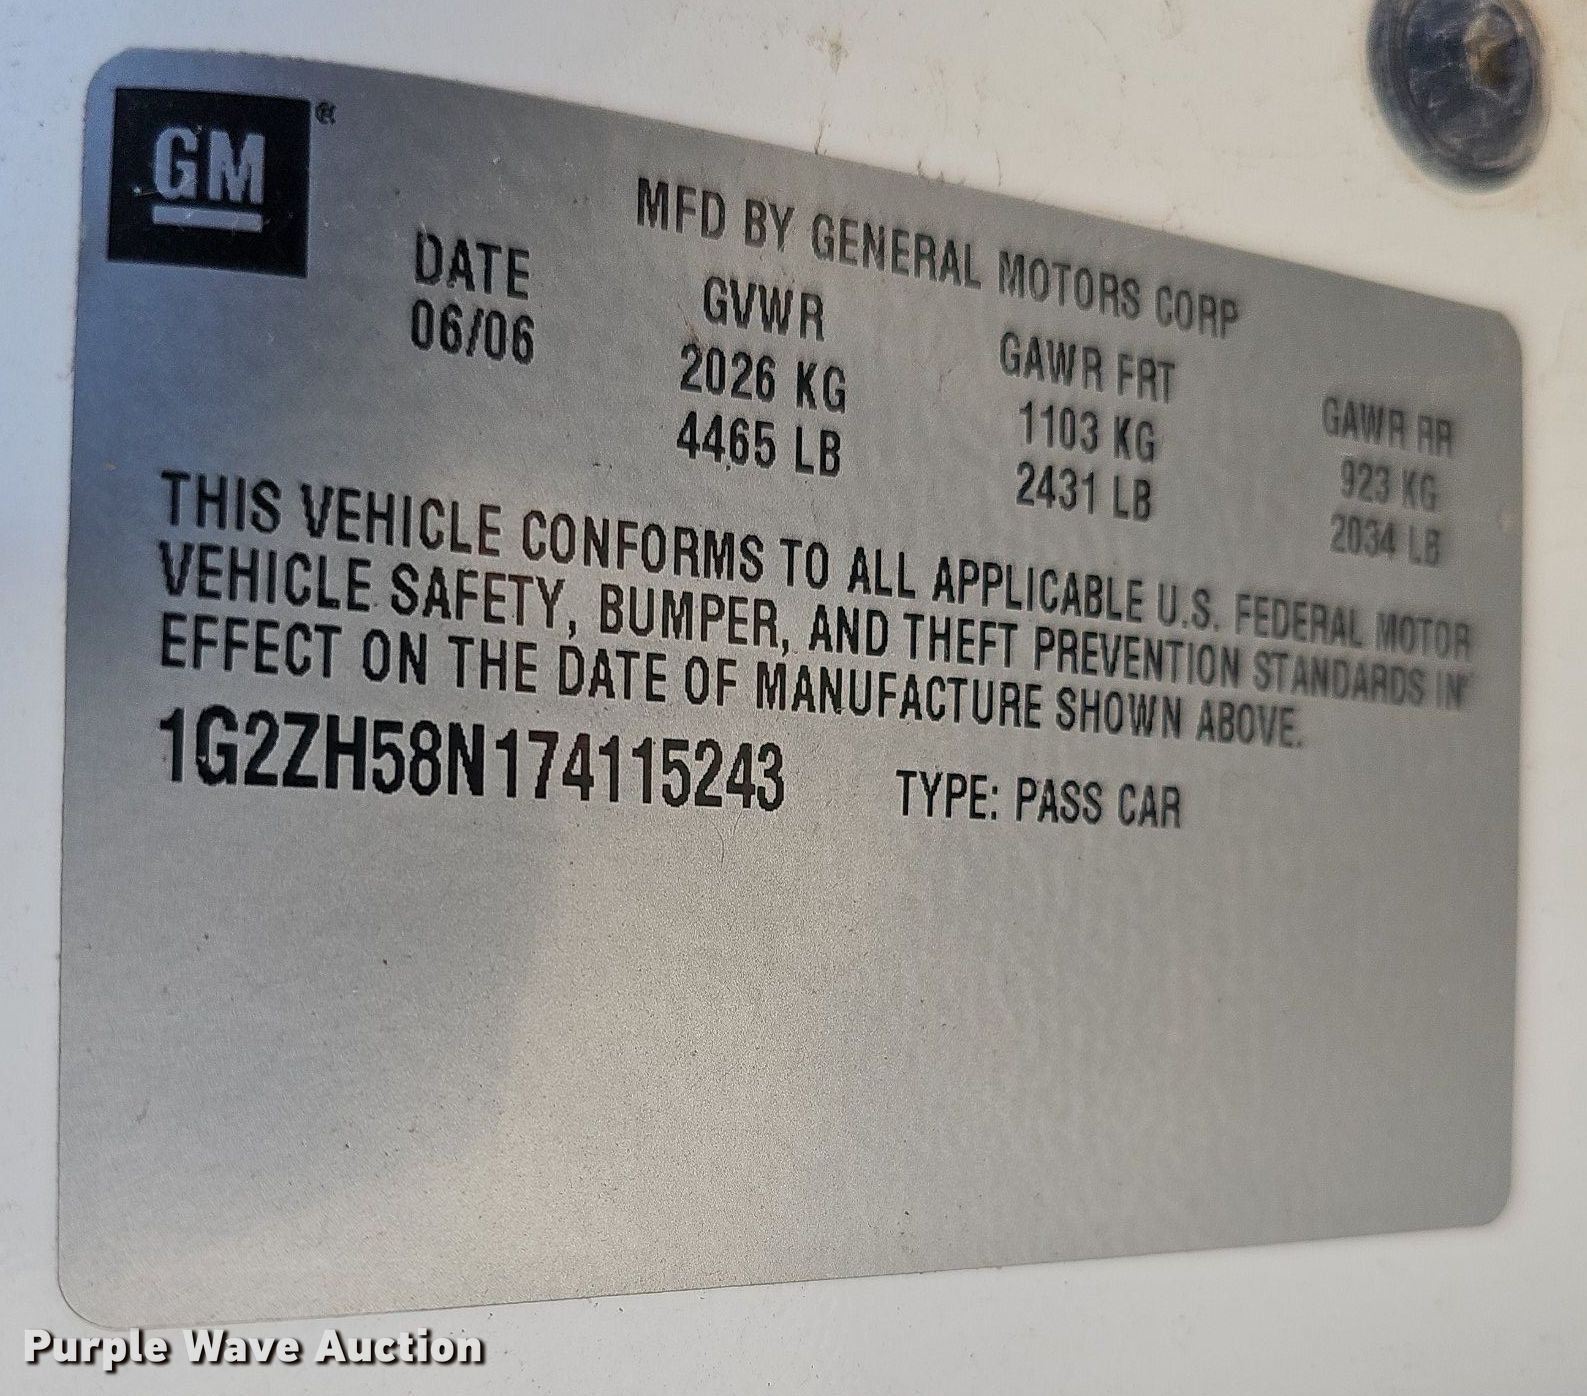 GM®
MFD BY GENERAL MOTORS CORP
DATE GVWR GAWR FRT GAWR RR
06/06 2026 KG 1103 KG 923 KG
4465 LB 2431 LB 2034 LB
THIS VEHICLE CONFORMS TO ALL APPLICABLE U.S. FEDERAL MOTOR
VEHICLE SAFETY, BUMPER, AND THEFT PREVENTION STANDARDS IN
EFFECT ON THE DATE OF MANUFACTURE SHOWN ABOVE.
1G2ZH58N174115243 TYPE: PASS CAR
Purple Wave Auction